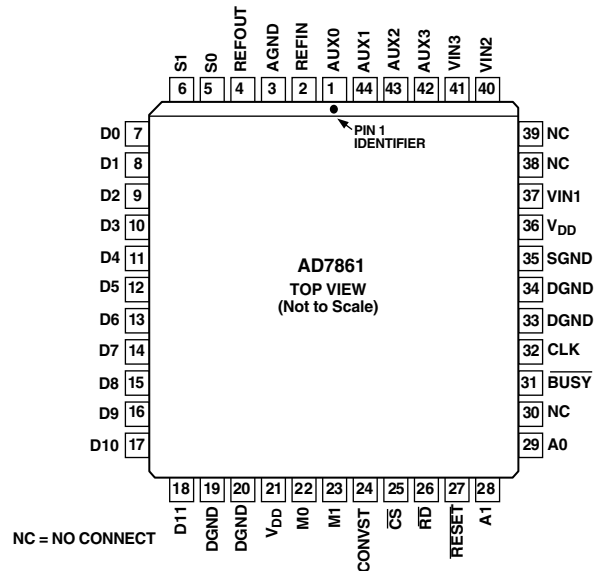 S1 S0 REFOUT AGND REFIN AUX0 AUX1 AUX2 AUX3 VIN3 VIN2
6 5 4 3 2 1 44 43 42 41 40
PIN 1
IDENTIFIER
D0 7
D1 8
D2 9
D3 10
D4 11
D5 12
D6 13
D7 14
D8 15
D9 16
D10 17
AD7861
TOP VIEW
(Not to Scale)
39 NC
38 NC
37 VIN1
36 VDD
35 SGND
34 DGND
33 DGND
32 CLK
31 BUSY
30 NC
29 A0
18 19 20 21 22 23 24 25 26 27 28
D11 DGND DGND VDD M0 M1 CONVST CS RD RESET A1
NC = NO CONNECT